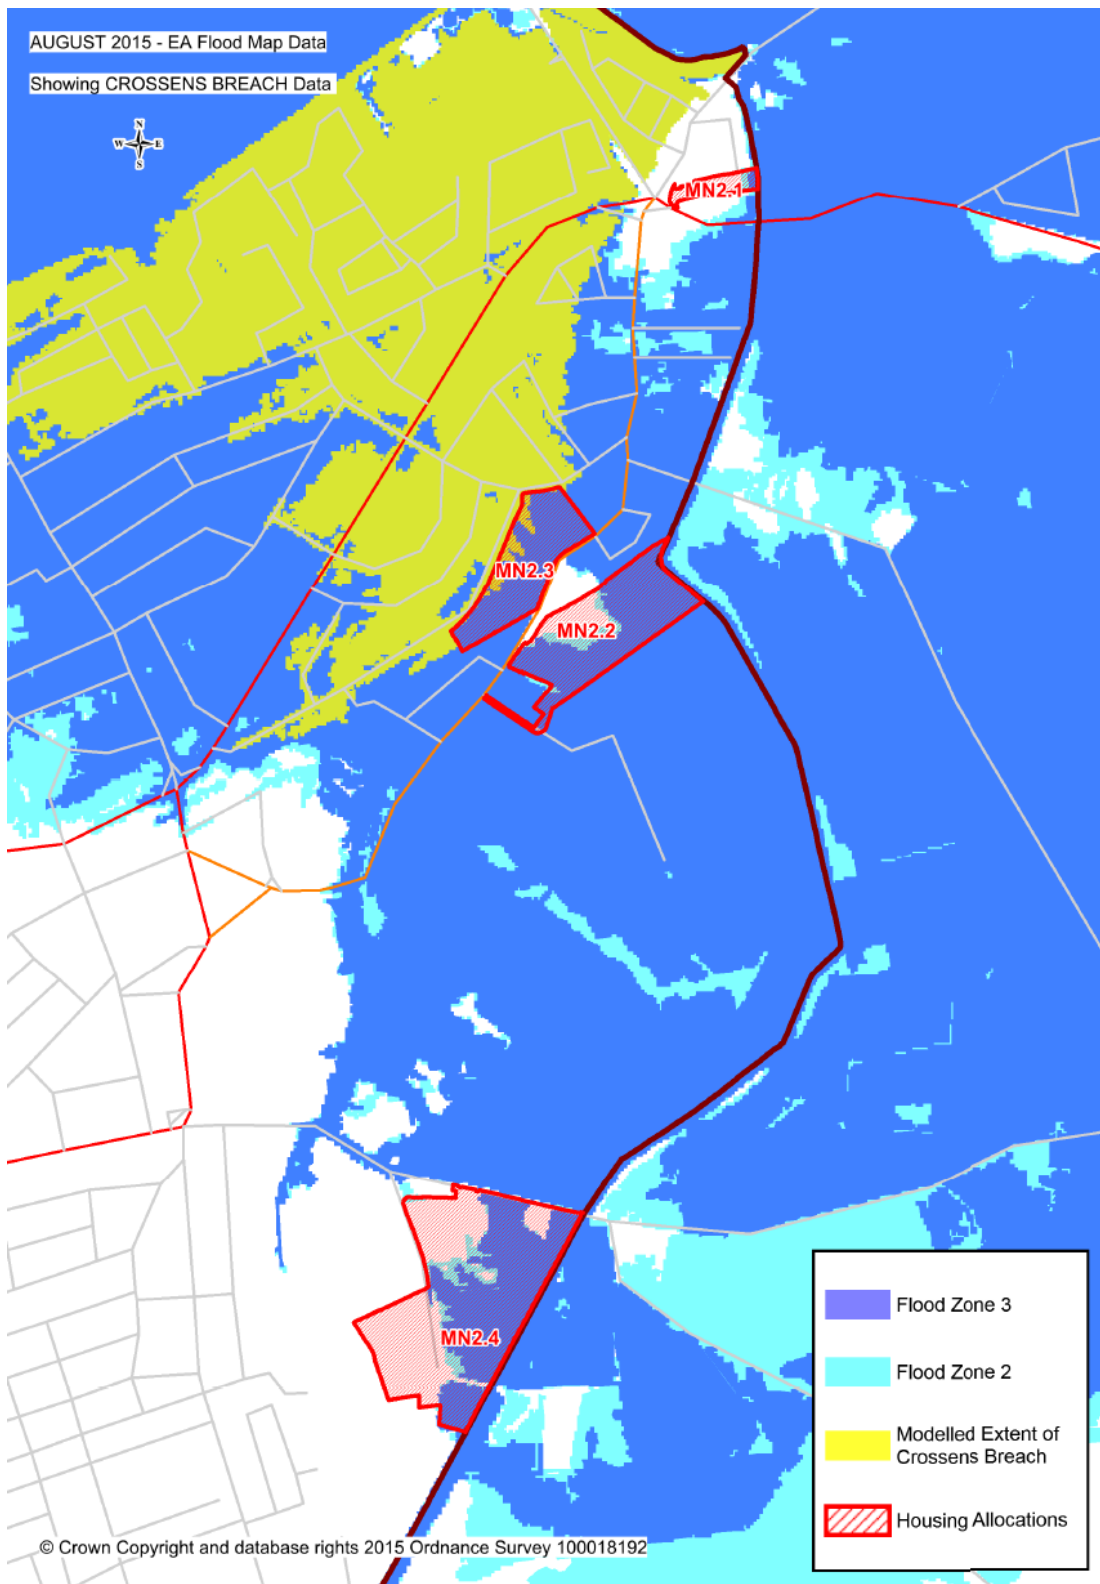 AUGUST 2015 - EA Flood Map Data
Showing CROSSENS BREACH Data
N
W E
S
MN2.1
MN2.3
MN2.2
MN2.4
Flood Zone 3
Flood Zone 2
Modelled Extent of
Crossens Breach
Housing Allocations
© Crown Copyright and database rights 2015 Ordnance Survey 100018192